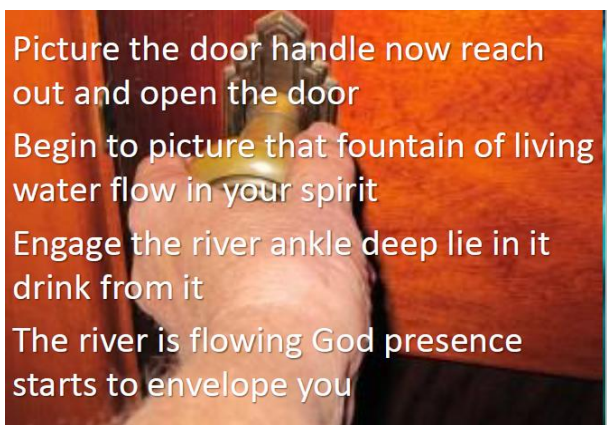 Picture the door handle now reach
out and open the door
Begin to picture that fountain of living
water flow in your spirit
Engage the river ankle deep lie in it
drink from it
The river is flowing God presence
starts to envelope you